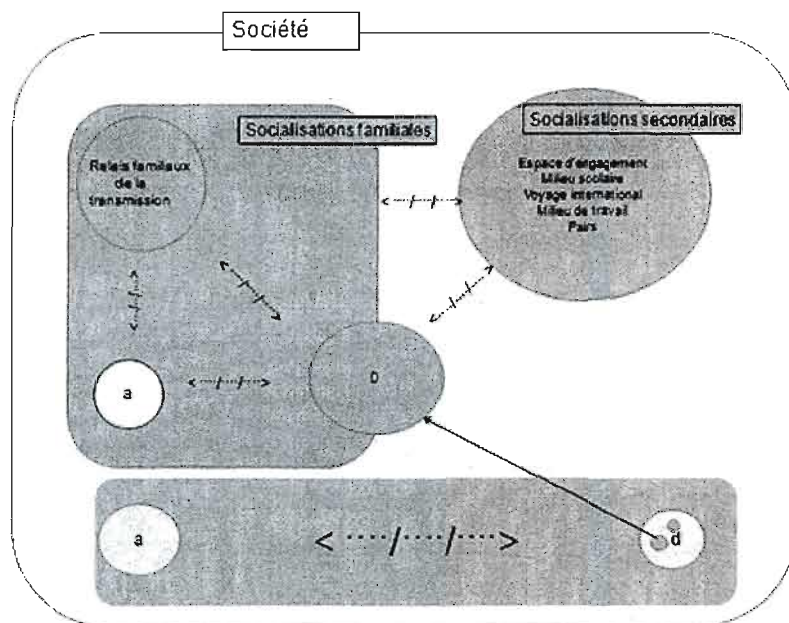 Société
Socialisations familiales
Socialisations secondaires
Relais familiaux
de la
transmission
Espace d'engagement
Milieu scolaire
Voyage international
Milieu de travail
Pairs
a
D
a
d